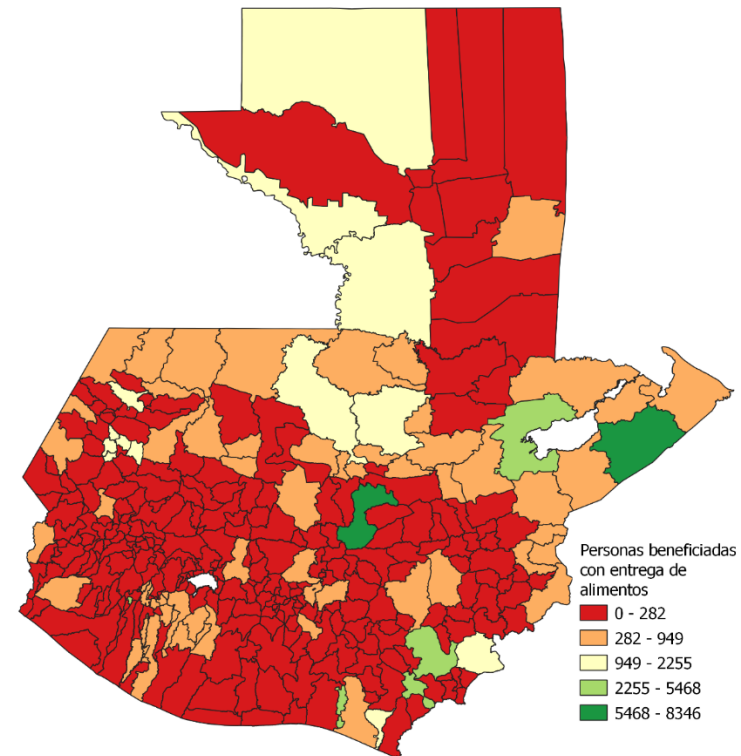 Personas beneficiadas
con entrega de
alimentos
0 - 282
282 - 949
949 - 2255
2255 - 5468
5468 - 8346